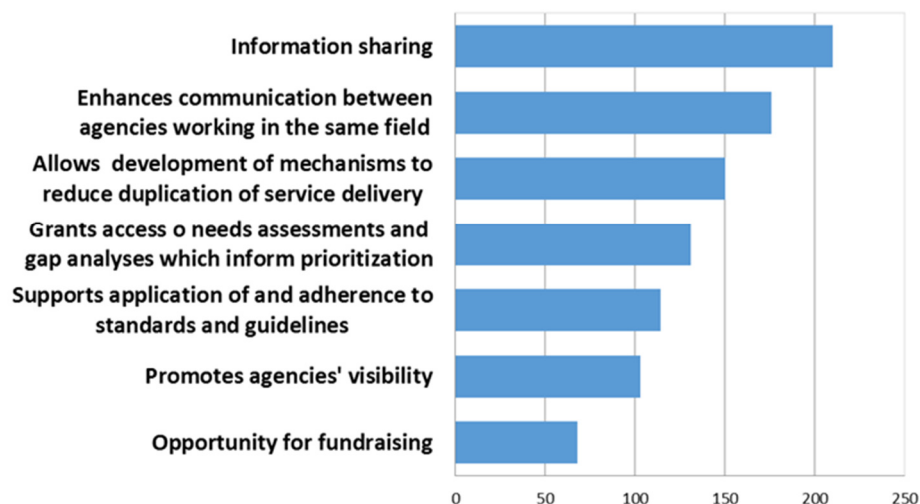 Information sharing
Enhances communication between
agencies working in the same field
Allows development of mechanisms to
reduce duplication of service delivery
Grants access o needs assessments and
gap analyses which inform prioritization
Supports application of and adherence to
standards and guidelines
Promotes agencies' visibility
Opportunity for fundraising
0 50 100 150 200 250